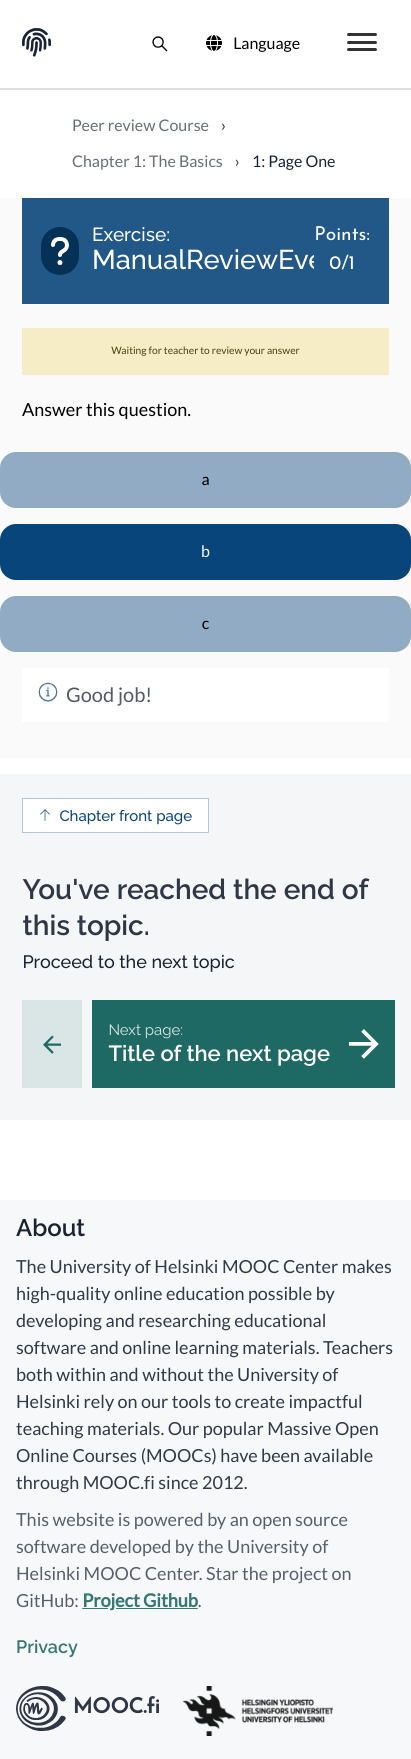 Language
Peer review Course ›
Chapter 1: The Basics › 1: Page One
Exercise:
ManualReviewEve
Points:
0/1
Waiting for teacher to review your answer
Answer this question.
a
b
c
Good job!
Chapter front page
You've reached the end of
this topic.
Proceed to the next topic
Next page:
Title of the next page
About
The University of Helsinki MOOC Center makes
high-quality online education possible by
developing and researching educational
software and online learning materials. Teachers
both within and without the University of
Helsinki rely on our tools to create impactful
teaching materials. Our popular Massive Open
Online Courses (MOOCs) have been available
through MOOC.fi since 2012.
This website is powered by an open source
software developed by the University of
Helsinki MOOC Center. Star the project on
GitHub: Project Github.
Privacy
MOOC.fi
HELSINGIN YLIOPISTO
HELSINGFORS UNIVERSITET
UNIVERSITY OF HELSINKI